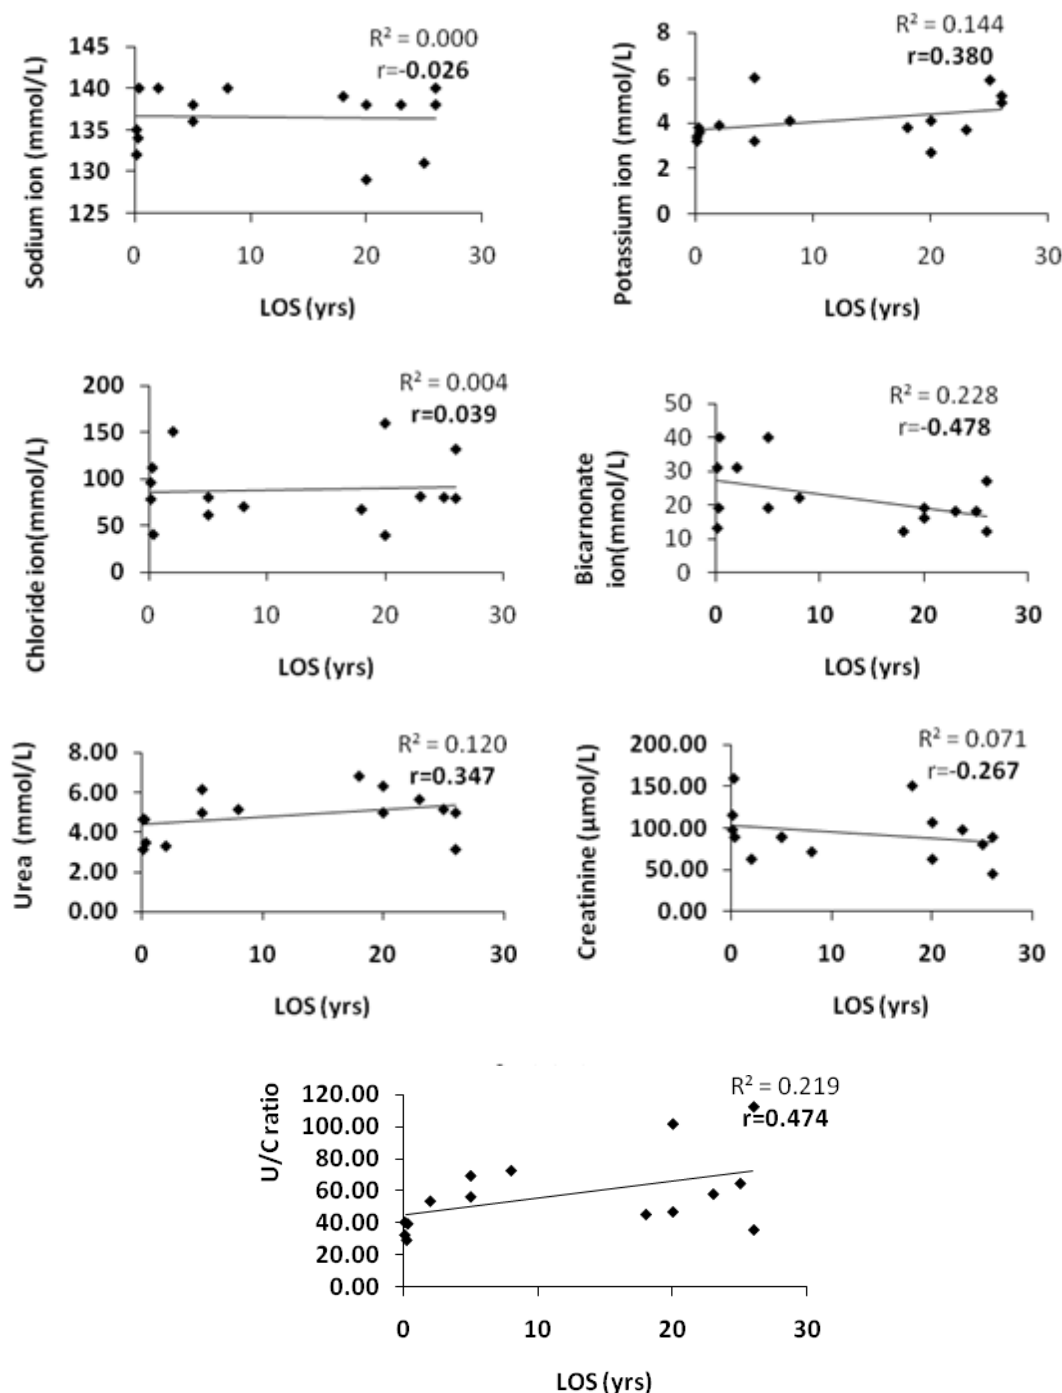 R² = 0.000
r=-0.026
145
140
135
130
125
0 10 20 30
Sodium ion (mmol/L)
LOS (yrs)
R² = 0.144
r=0.380
8
6
4
2
0
0 10 20 30
Potassium ion (mmol/L)
LOS (yrs)
R² = 0.004
r=0.039
200
150
100
50
0
0 10 20 30
Chloride ion(mmol/L)
LOS (yrs)
R² = 0.228
r=-0.478
50
40
30
20
10
0
0 10 20 30
Bicarnonate
ion(mmol/L)
LOS (yrs)
R² = 0.120
r=0.347
8.00
6.00
4.00
2.00
0.00
0 10 20 30
Urea (mmol/L)
LOS (yrs)
R² = 0.071
r=-0.267
200.00
150.00
100.00
50.00
0.00
0 10 20 30
Creatinine (μmol/L)
LOS (yrs)
R² = 0.219
r=0.474
120.00
100.00
80.00
60.00
40.00
20.00
0.00
0 10 20 30
U/C ratio
LOS (yrs)